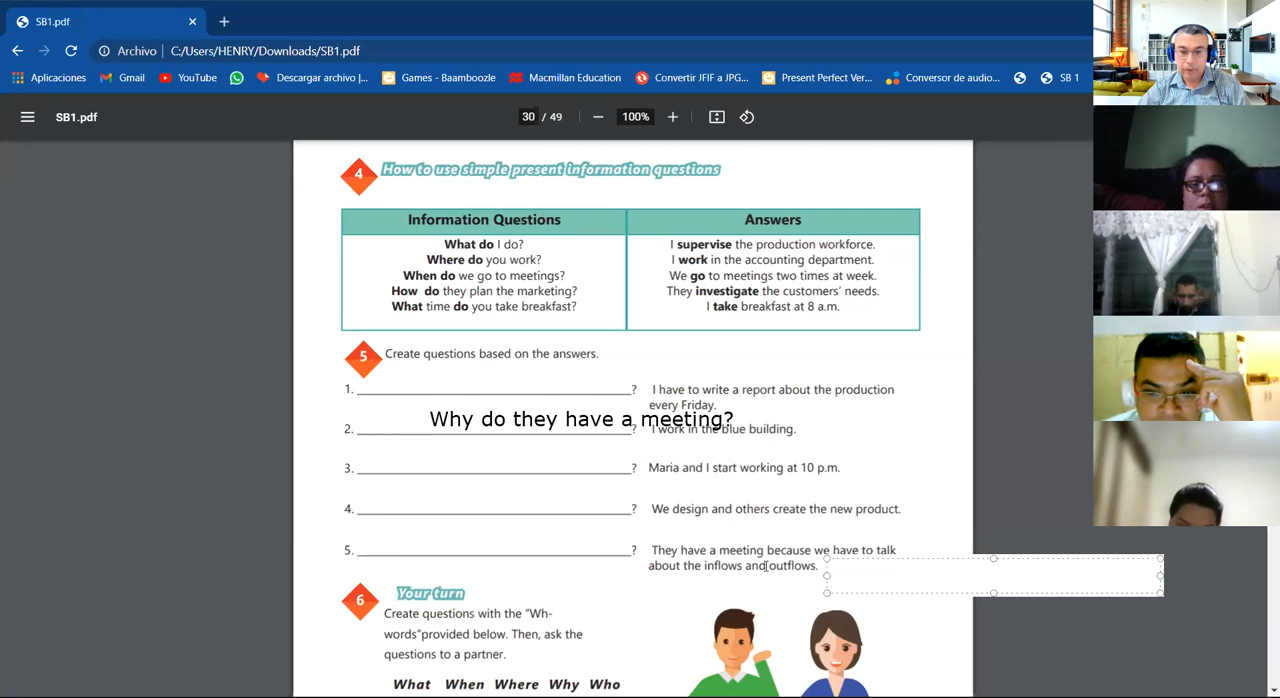 SB1.pdf
Archivo | C:/Users/HENRY/Downloads/SB1.pdf
Aplicaciones Gmail YouTube Descargar archivo |... Games - Baamboozle Macmillan Education Convertir JFIF a JPG... Present Perfect Ver... Conversor de audio... SB 1
SB1.pdf 30 / 49 100%
4 How to use simple present information questions
Information Questions Answers
What do I do? I supervise the production workforce.
Where do you work? I work in the accounting department.
When do we go to meetings? We go to meetings two times at week.
How do they plan the marketing? They investigate the customers’ needs.
What time do you take breakfast? I take breakfast at 8 a.m.
5 Create questions based on the answers.
1. ? I have to write a report about the production
every Friday.
Why do they have a meeting?
2. ? I work in the blue building.
3. ? Maria and I start working at 10 p.m.
4. ? We design and others create the new product.
5. ? They have a meeting because we have to talk
about the inflows and outflows.
6 Your turn
Create questions with the “Wh-
words”provided below. Then, ask the
questions to a partner.
What When Where Why Who